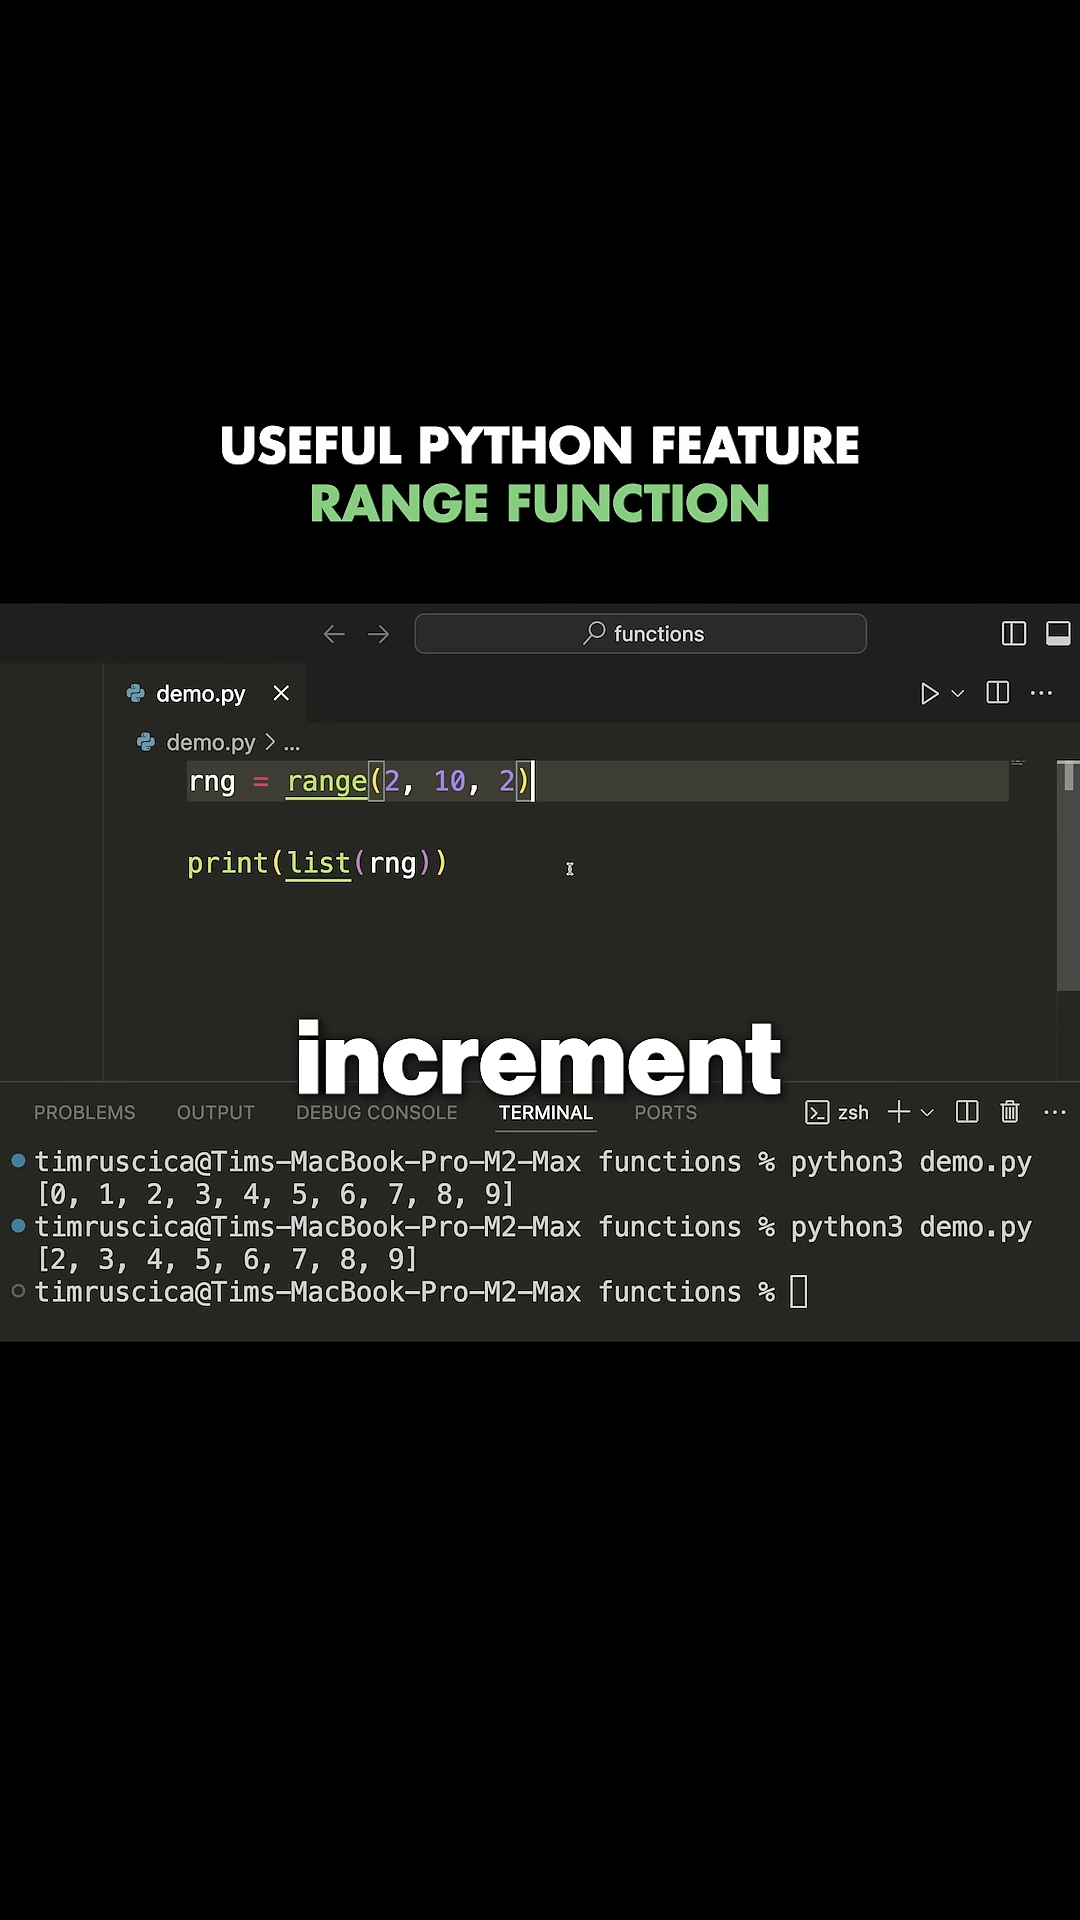 USEFUL PYTHON FEATURE
RANGE FUNCTION
functions
demo.py
demo.py > ...
rng = range(2, 10, 2)
print(list(rng))
increment
PROBLEMS OUTPUT DEBUG CONSOLE TERMINAL PORTS zsh
timruscica@Tims-MacBook-Pro-M2-Max functions % python3 demo.py
[0, 1, 2, 3, 4, 5, 6, 7, 8, 9]
timruscica@Tims-MacBook-Pro-M2-Max functions % python3 demo.py
[2, 3, 4, 5, 6, 7, 8, 9]
timruscica@Tims-MacBook-Pro-M2-Max functions %